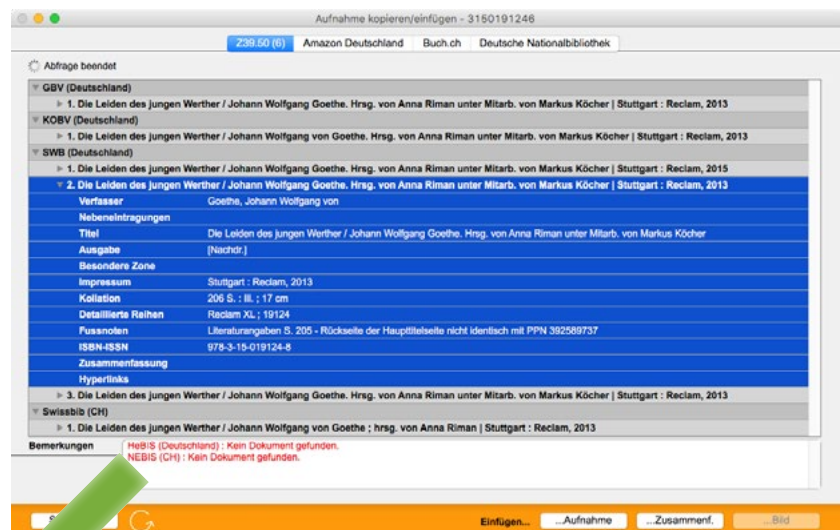 Aufnahme kopieren/einfügen - 3150191246
Z39.50 (6) Amazon Deutschland Buch.ch Deutsche Nationalbibliothek
Abfrage beendet
GBV (Deutschland)
1. Die Leiden des jungen Werther / Johann Wolfgang Goethe. Hrsg. von Anna Riman unter Mitarb. von Markus Köcher | Stuttgart : Reclam, 2013
KOBV (Deutschland)
1. Die Leiden des jungen Werther / Johann Wolfgang von Goethe. Hrsg. von Anna Riman unter Mitarb. von Markus Köcher | Stuttgart : Reclam, 2013
SWB (Deutschland)
1. Die Leiden des jungen Werther / Johann Wolfgang Goethe. Hrsg. von Anna Riman unter Mitarb. von Markus Köcher | Stuttgart : Reclam, 2015
2. Die Leiden des jungen Werther / Johann Wolfgang Goethe. Hrsg. von Anna Riman unter Mitarb. von Markus Köcher | Stuttgart : Reclam, 2013
Verfasser Goethe, Johann Wolfgang von
Nebeneintragungen
Titel Die Leiden des jungen Werther / Johann Wolfgang Goethe. Hrsg. von Anna Riman unter Mitarb. von Markus Köcher
Ausgabe [Nachdr.]
Besondere Zone
Impressum Stuttgart : Reclam, 2013
Kollation 206 S. : Ill. ; 17 cm
Detaillierte Reihen Reclam XL ; 19124
Fussnoten Literaturangaben S. 205 - Rückseite der Haupttitelseite nicht identisch mit PPN 392589737
ISBN-ISSN 978-3-15-019124-8
Zusammenfassung
Hyperlinks
3. Die Leiden des jungen Werther / Johann Wolfgang Goethe. Hrsg. von Anna Riman unter Mitarb. von Markus Köcher | Stuttgart : Reclam, 2013
Swissbib (CH)
1. Die Leiden des jungen Werther / Johann Wolfgang von Goethe ; hrsg. von Anna Riman | Stuttgart : Reclam, 2013
Bemerkungen HeBIS (Deutschland) : Kein Dokument gefunden.
NEBIS (CH) : Kein Dokument gefunden.
Einfügen... ...Aufnahme ...Zusammenf. ...Bild